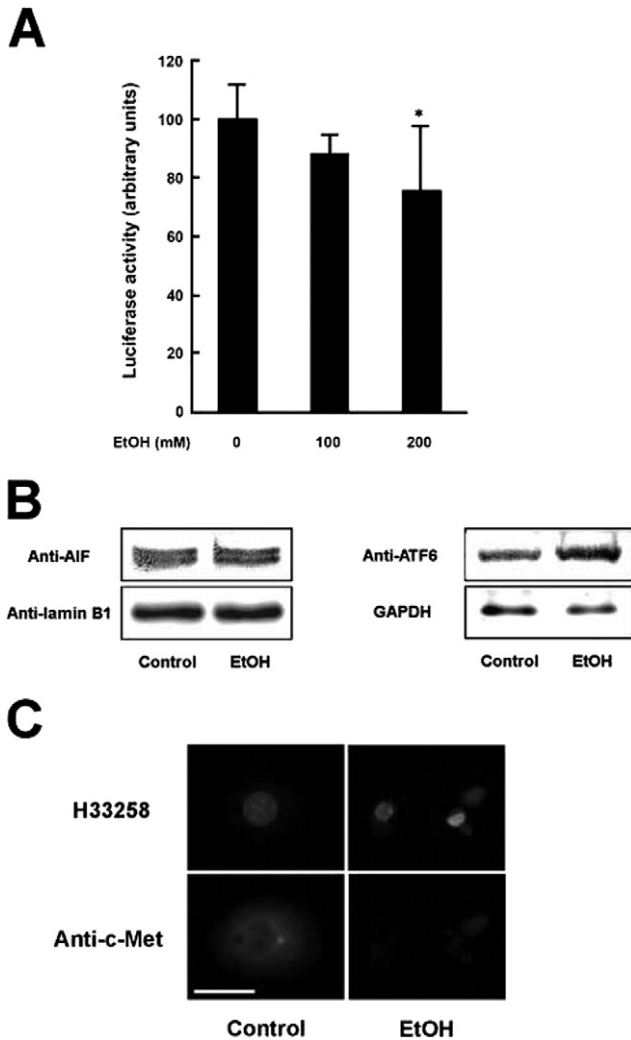 A
Luciferase activity (arbitrary units)
120
100
80
60
40
20
0
*
EtOH (mM) 0 100 200
B
Anti-AIF
Anti-lamin B1
Control EtOH
Anti-ATF6
GAPDH
Control EtOH
C
H33258
Anti-c-Met
Control EtOH